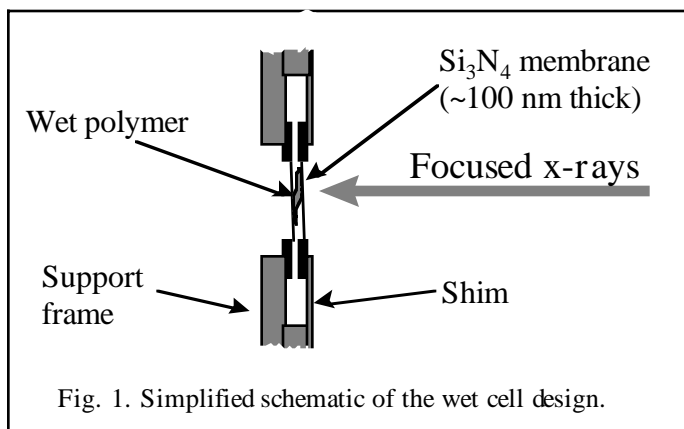 Si₃N₄ membrane
(~100 nm thick)
Wet polymer
Focused x-rays
Support
frame
Shim
Fig. 1. Simplified schematic of the wet cell design.